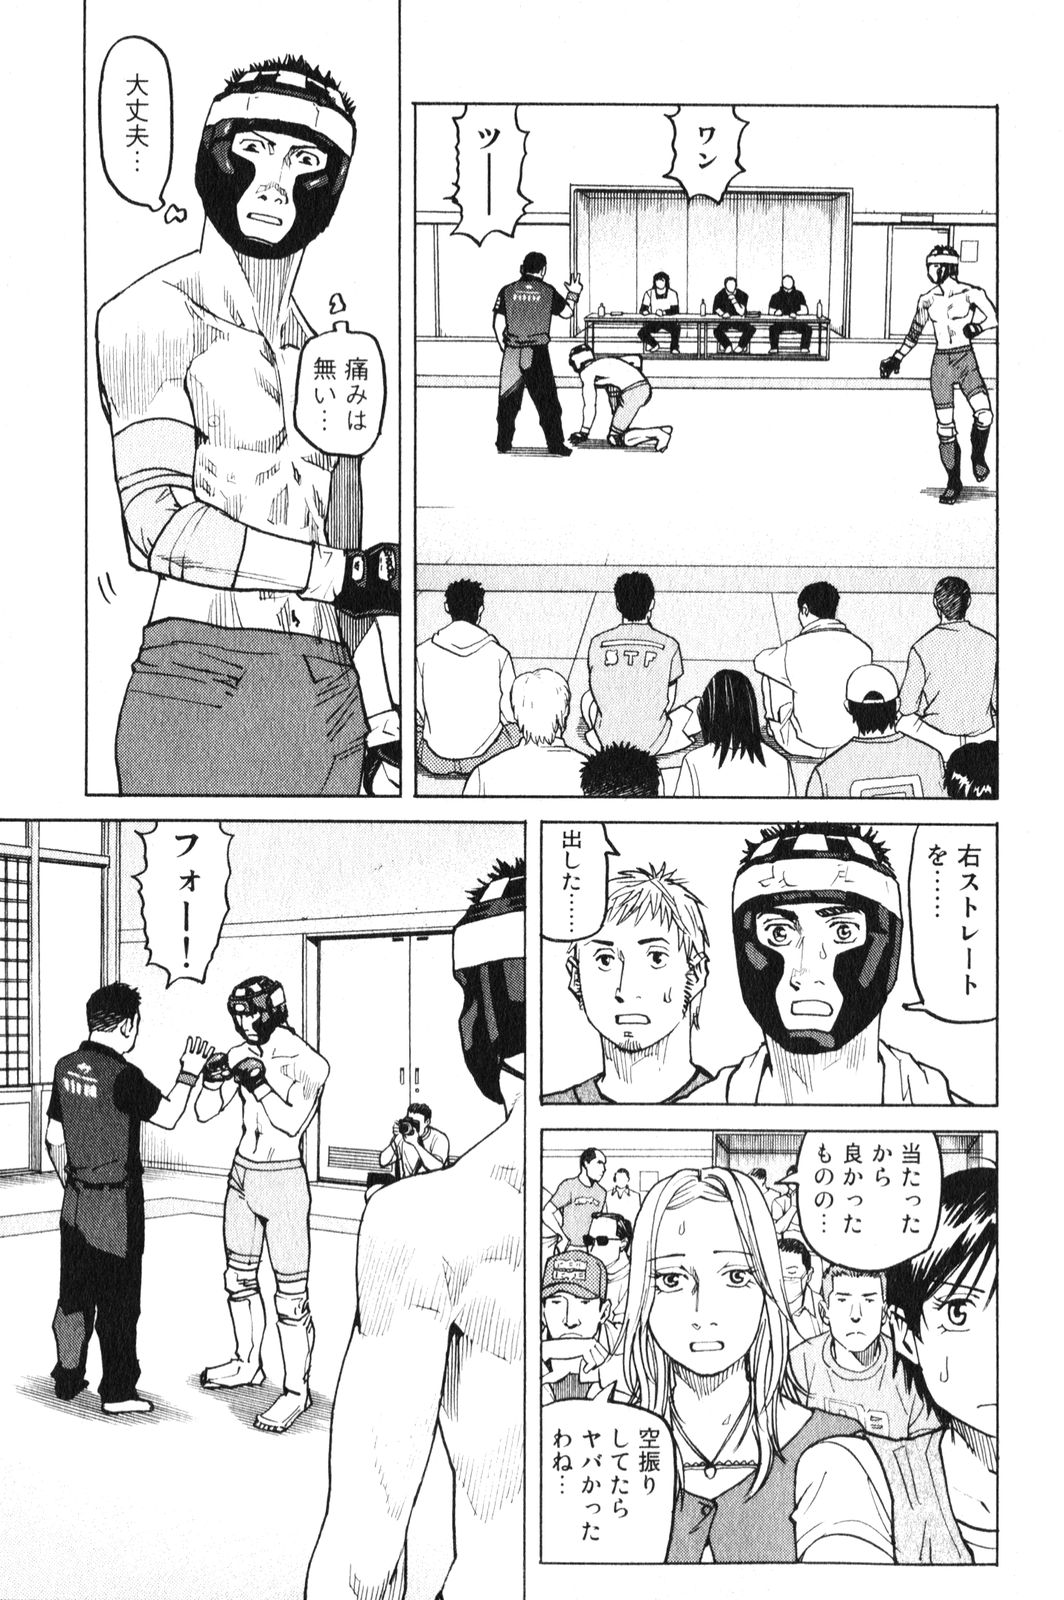 ワン
ツーー
STF
大丈夫…
痛みは
無い…
右ストレート
を……
出した……
当たった
から
良かった
ものの…
空振り
してたら
ヤバかった
わね…
フォー！